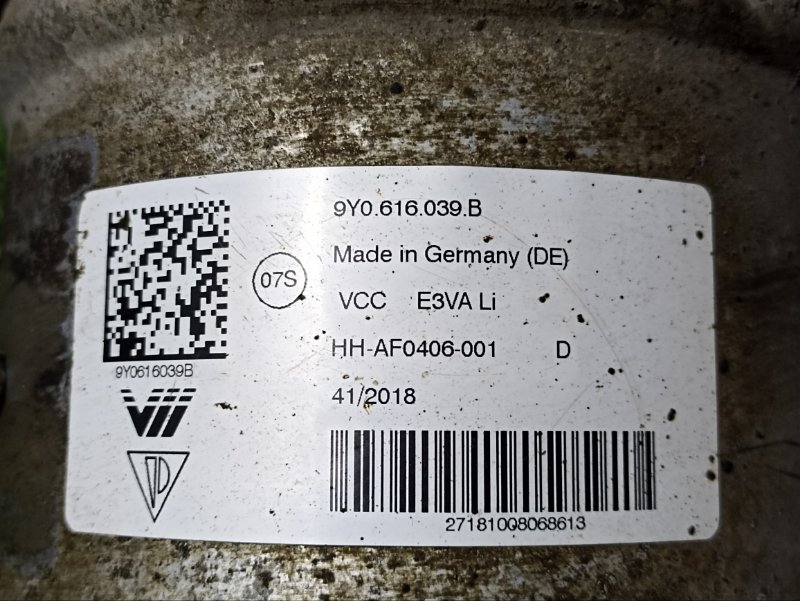 9Y0.616.039.B
Made in Germany (DE)
07S
VCC E3VA Li
HH-AF0406-001 D
9Y0616039B
41/2018
27181008068613